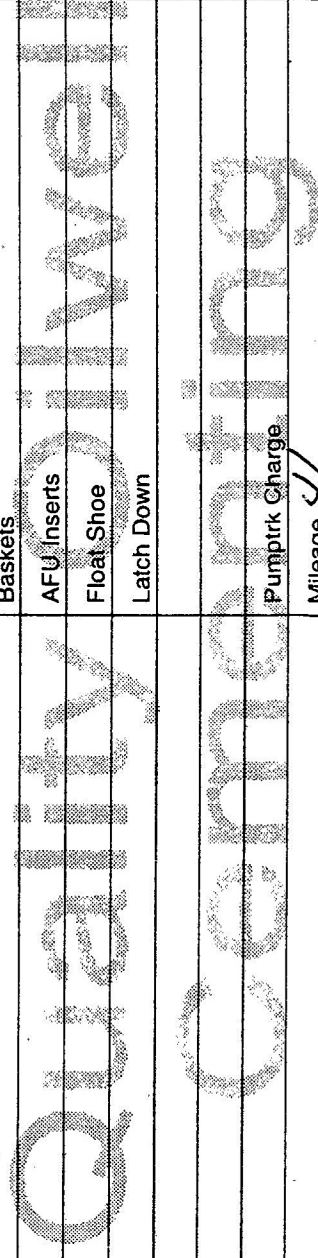 Baskets
AFU Inserts
Float Shoe
Latch Down
Pumptrk Charge
Mileage
Quality Oilwell
Cementing